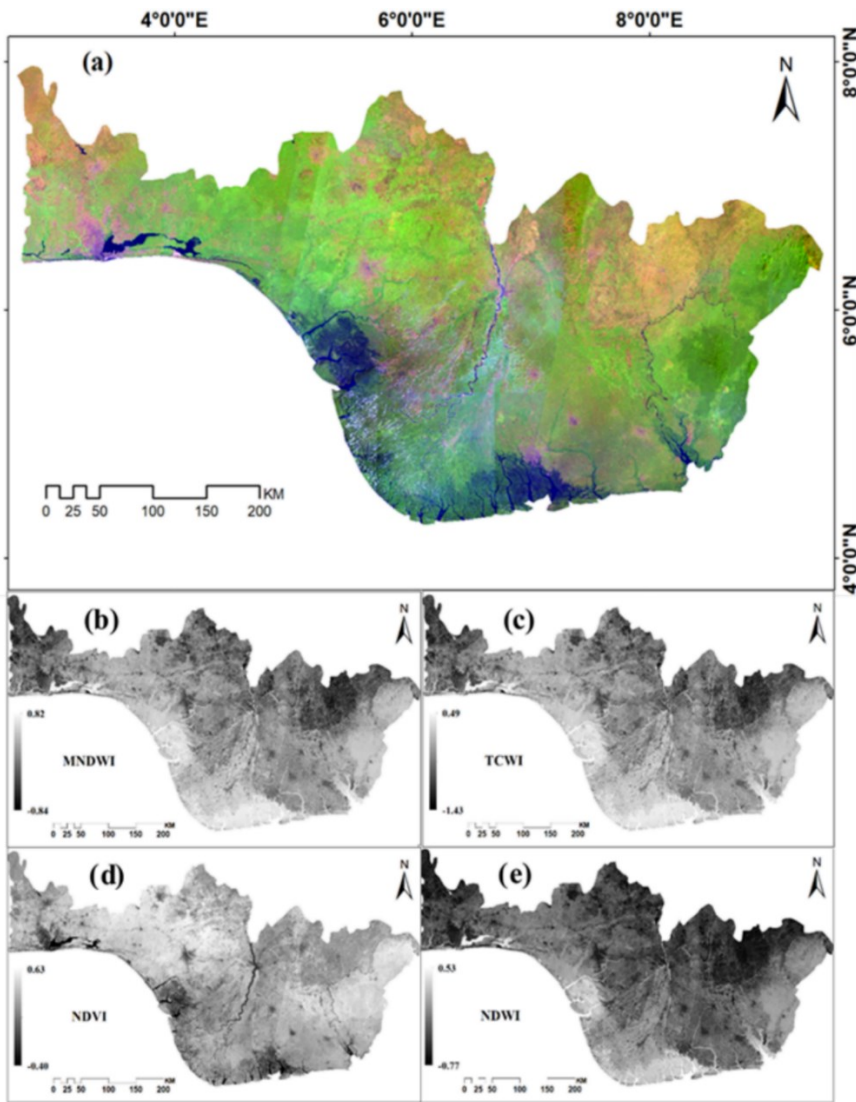 4°0'0"E 6°0'0"E 8°0'0"E
(a)
N
8°0'0"N
6°0'0"N
4°0'0"N
KM
0 25 50 100 150 200
(b)
N
0.82
MNDWI
-0.84
KM
0 25 50 100 150 200
(c)
N
0.49
TCWI
-1.43
KM
0 25 50 100 150 200
(d)
N
0.63
NDVI
-0.40
KM
0 25 50 100 150 200
(e)
N
0.53
NDWI
-0.77
KM
0 25 50 100 150 200